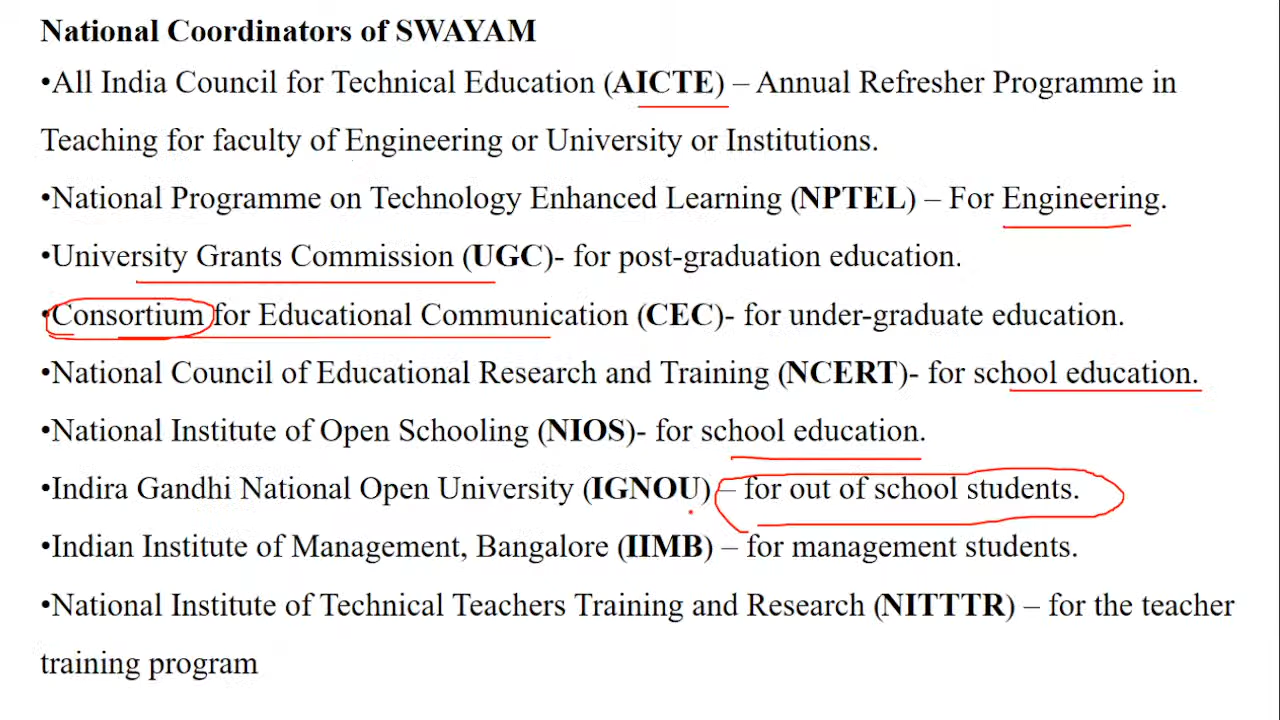 National Coordinators of SWAYAM
•All India Council for Technical Education (AICTE) – Annual Refresher Programme in
Teaching for faculty of Engineering or University or Institutions.
•National Programme on Technology Enhanced Learning (NPTEL) – For Engineering.
•University Grants Commission (UGC)- for post-graduation education.
•Consortium for Educational Communication (CEC)- for under-graduate education.
•National Council of Educational Research and Training (NCERT)- for school education.
•National Institute of Open Schooling (NIOS)- for school education.
•Indira Gandhi National Open University (IGNOU) – for out of school students.
•Indian Institute of Management, Bangalore (IIMB) – for management students.
•National Institute of Technical Teachers Training and Research (NITTTR) – for the teacher
training program